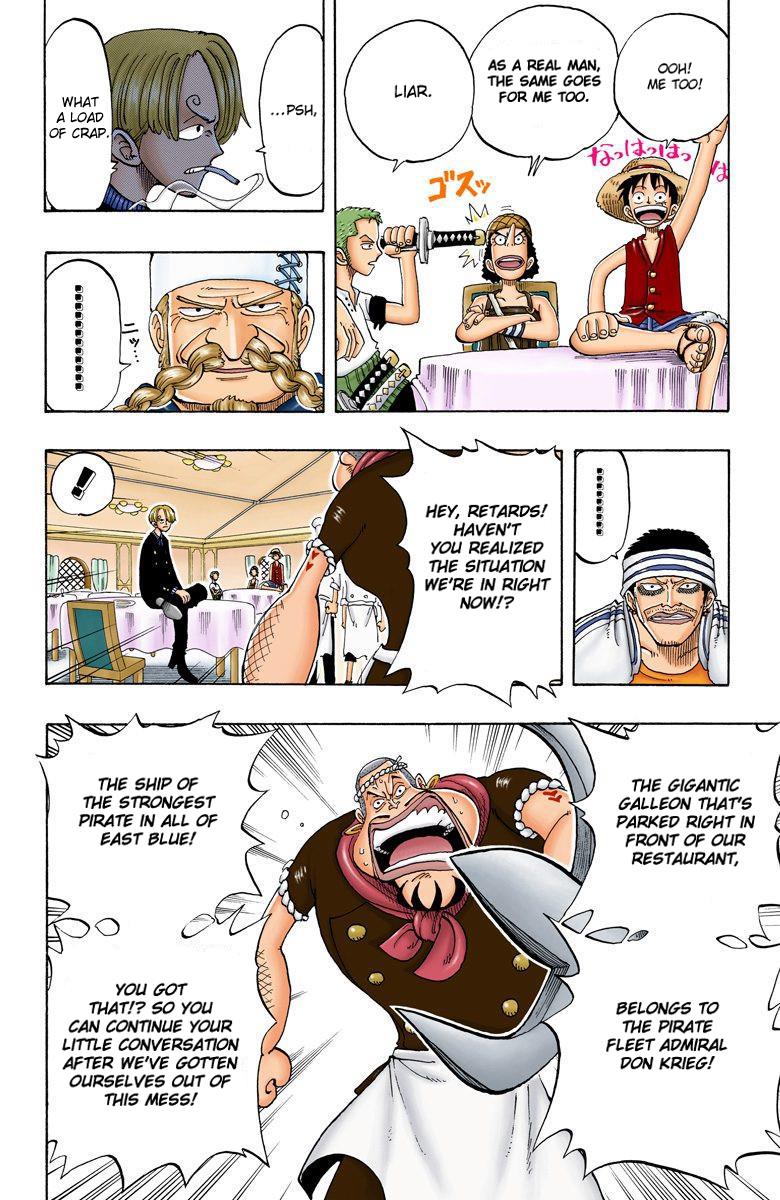 OOH!
ME TOO!
なっはっはっは
AS A REAL MAN,
THE SAME GOES
FOR ME TOO.
LIAR.
ゴスッ
...PSH,
WHAT
A LOAD
OF CRAP.
ニッ...
HEY, RETARDS!
HAVEN'T
YOU REALIZED
THE SITUATION
WE'RE IN RIGHT
NOW!?
!
THE GIGANTIC
GALLEON THAT'S
PARKED RIGHT IN
FRONT OF OUR
RESTAURANT,
BELONGS TO
THE PIRATE
FLEET ADMIRAL
DON KRIEG!
THE SHIP OF
THE STRONGEST
PIRATE IN ALL OF
EAST BLUE!
YOU GOT
THAT!? SO YOU
CAN CONTINUE YOUR
LITTLE CONVERSATION
AFTER WE'VE GOTTEN
OURSELVES OUT OF
THIS MESS!